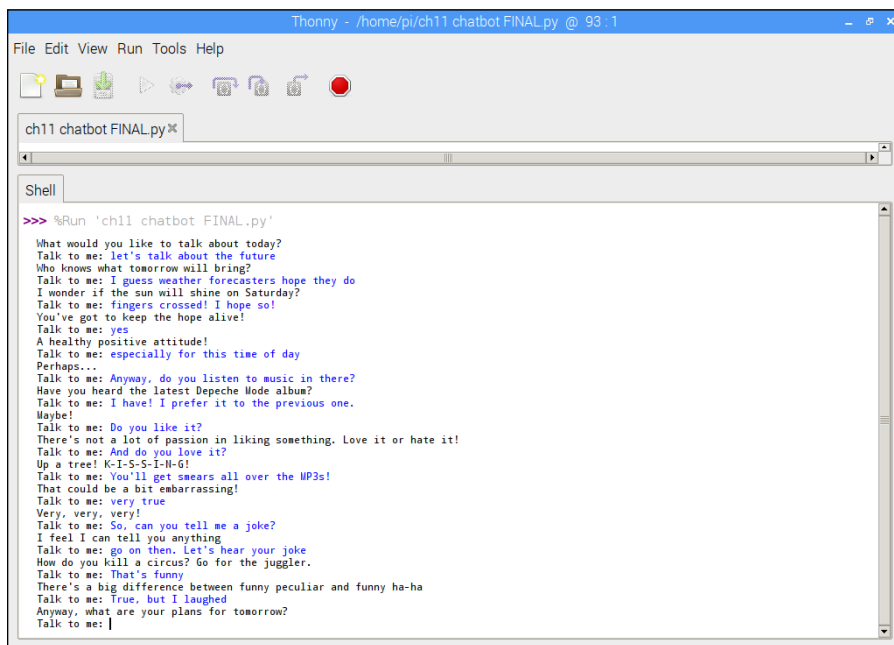 Thonny - /home/pi/ch11 chatbot FINAL.py @ 93 : 1
File Edit View Run Tools Help
ch11 chatbot FINAL.py
Shell
>>> %Run 'ch11 chatbot FINAL.py'
What would you like to talk about today?
Talk to me: let's talk about the future
Who knows what tomorrow will bring?
Talk to me: I guess weather forecasters hope they do
I wonder if the sun will shine on Saturday?
Talk to me: fingers crossed! I hope so!
You've got to keep the hope alive!
Talk to me: yes
A healthy positive attitude!
Talk to me: especially for this time of day
Perhaps...
Talk to me: Anyway, do you listen to music in there?
Have you heard the latest Depeche Mode album?
Talk to me: I have! I prefer it to the previous one.
Maybe!
Talk to me: Do you like it?
There's not a lot of passion in liking something. Love it or hate it!
Talk to me: And do you love it?
Up a tree! K-I-S-S-I-N-G!
Talk to me: You'll get smears all over the MP3s!
That could be a bit embarrassing!
Talk to me: very true
Very, very, very!
Talk to me: So, can you tell me a joke?
I feel I can tell you anything
Talk to me: go on then. Let's hear your joke
How do you kill a circus? Go for the juggler.
Talk to me: That's funny
There's a big difference between funny peculiar and funny ha-ha
Talk to me: True, but I laughed
Anyway, what are your plans for tomorrow?
Talk to me: